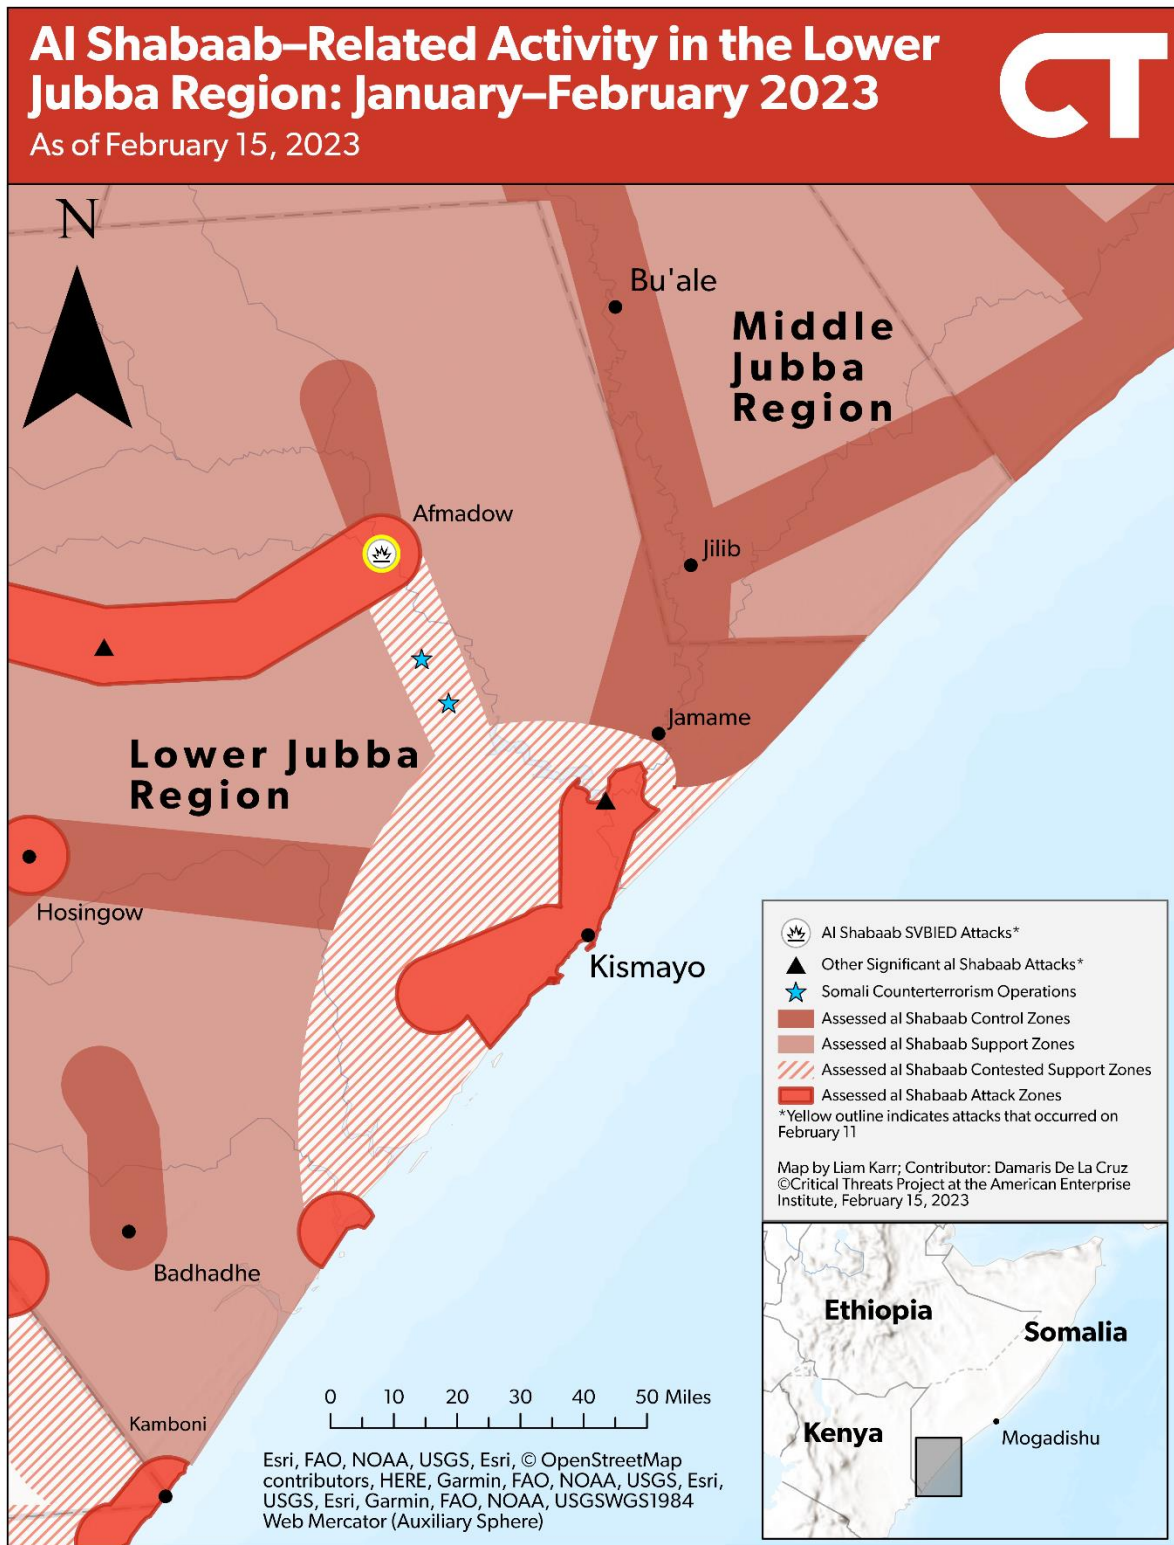 Al Shabaab–Related Activity in the Lower
Jubba Region: January–February 2023
As of February 15, 2023
CT
N
Bu'ale
Middle
Jubba
Region
Afmadow
Jilib
Jamame
Lower Jubba
Region
Hosingow
Kismayo
Badhadhe
Kamboni
Al Shabaab SVBIED Attacks*
Other Significant al Shabaab Attacks*
Somali Counterterrorism Operations
Assessed al Shabaab Control Zones
Assessed al Shabaab Support Zones
Assessed al Shabaab Contested Support Zones
Assessed al Shabaab Attack Zones
*Yellow outline indicates attacks that occurred on
February 11
Map by Liam Karr; Contributor: Damaris De La Cruz
©Critical Threats Project at the American Enterprise
Institute, February 15, 2023
0 10 20 30 40 50 Miles
Esri, FAO, NOAA, USGS, Esri, © OpenStreetMap
contributors, HERE, Garmin, FAO, NOAA, USGS, Esri,
USGS, Esri, Garmin, FAO, NOAA, USGSWGS1984
Web Mercator (Auxiliary Sphere)
Ethiopia
Somalia
Kenya
Mogadishu